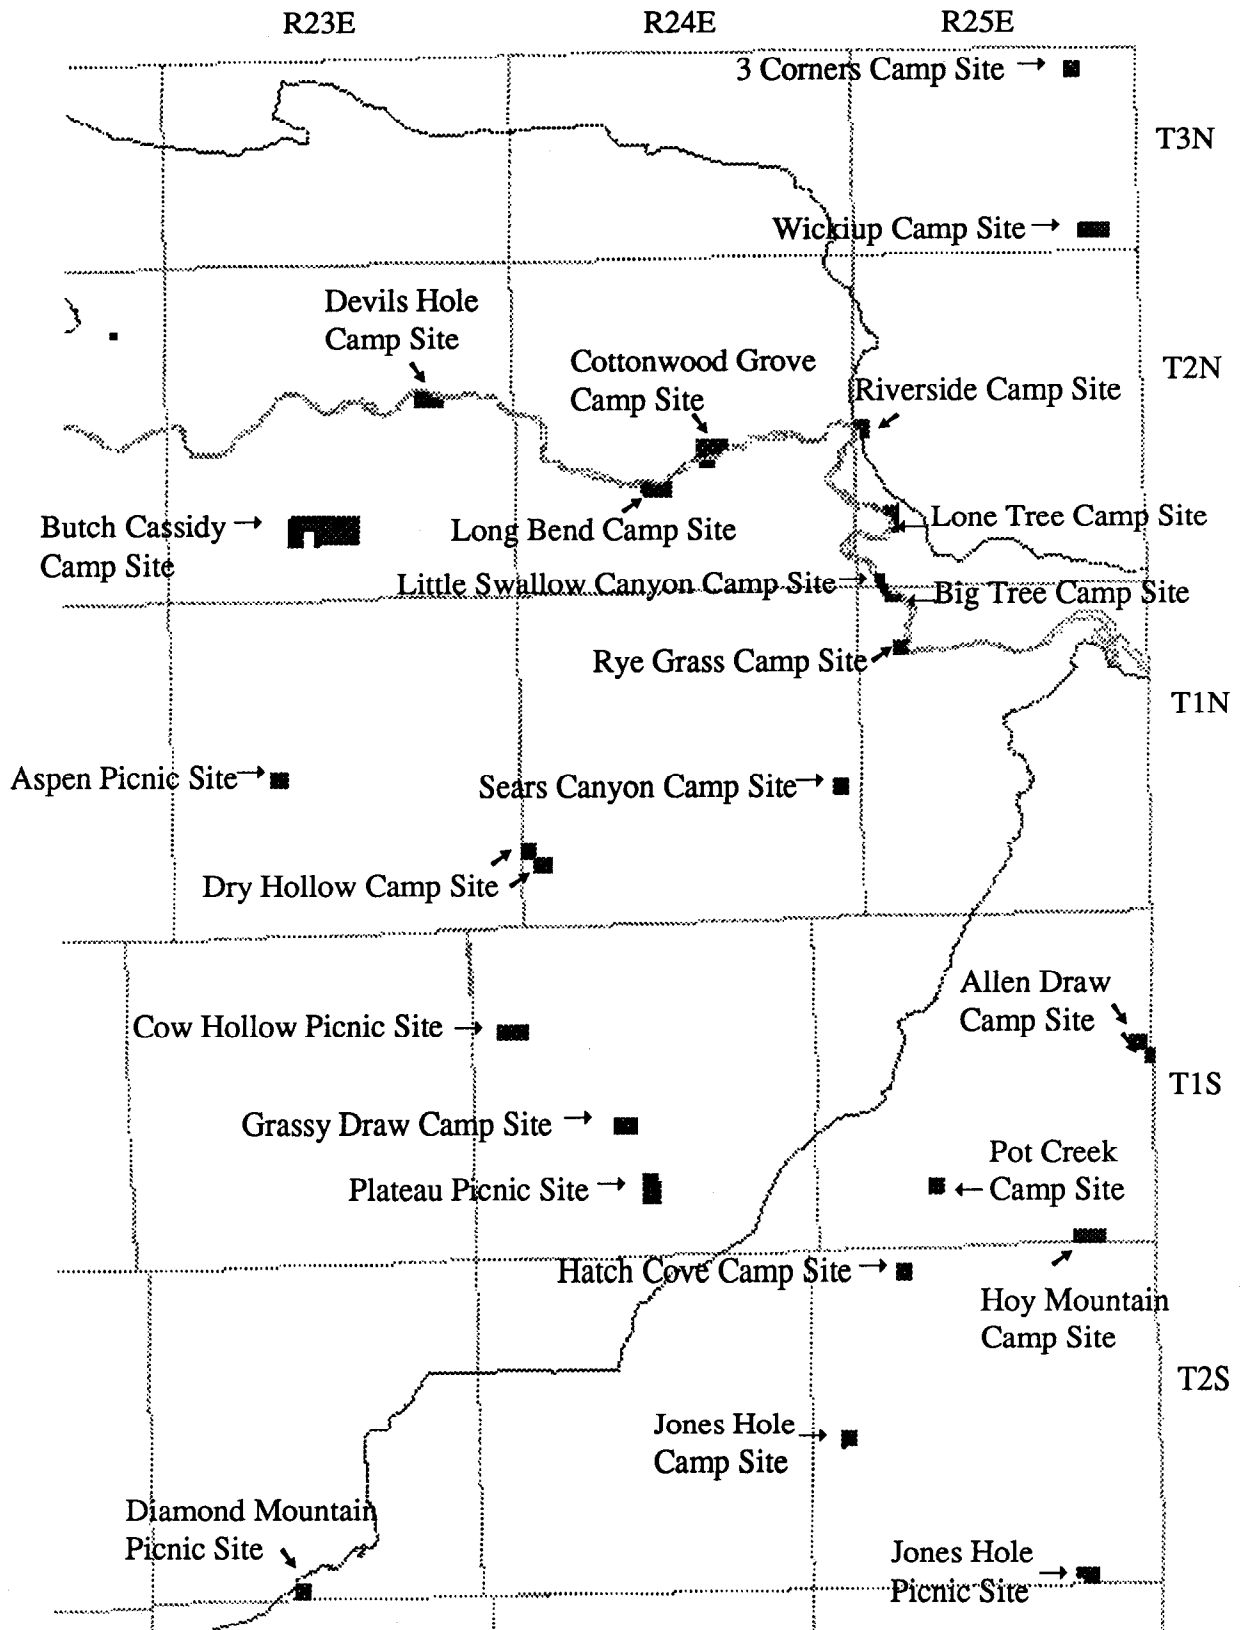 R23E
R24E
R25E
3 Corners Camp Site
T3N
Wickiup Camp Site
Devils Hole
Camp Site
Cottonwood Grove
Camp Site
T2N
Riverside Camp Site
Butch Cassidy
Camp Site
Long Bend Camp Site
Lone Tree Camp Site
Little Swallow Canyon Camp Site
Big Tree Camp Site
Rye Grass Camp Site
T1N
Aspen Picnic Site
Sears Canyon Camp Site
Dry Hollow Camp Site
Allen Draw
Camp Site
Cow Hollow Picnic Site
T1S
Grassy Draw Camp Site
Pot Creek
Camp Site
Plateau Picnic Site
Hatch Cove Camp Site
Hoy Mountain
Camp Site
T2S
Jones Hole
Camp Site
Diamond Mountain
Picnic Site
Jones Hole
Picnic Site